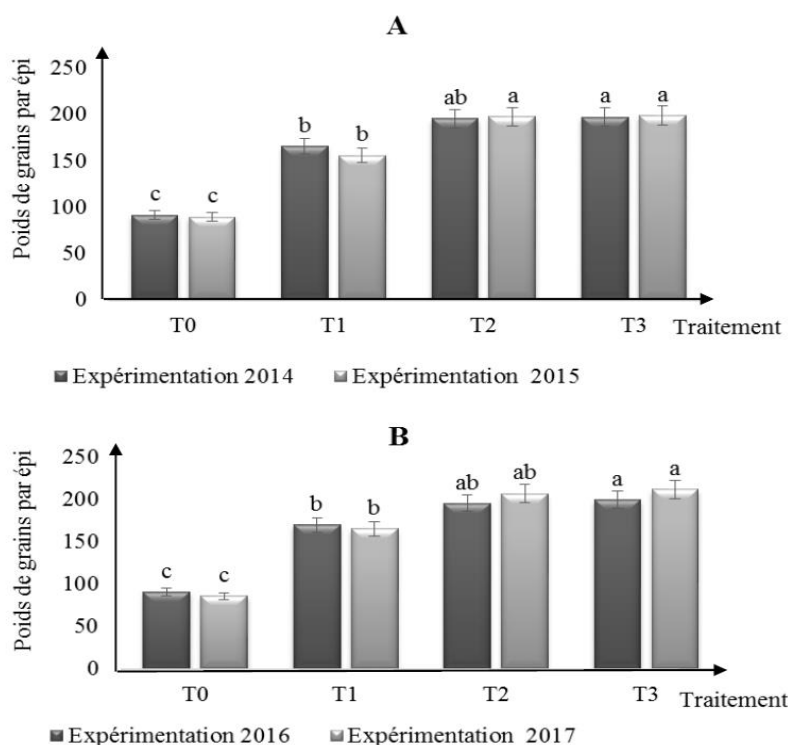 A
Poids de grains par épi
250
200
150
100
50
0
c c b b ab a a a
T0 T1 T2 T3 Traitement
Expérimentation 2014 Expérimentation 2015
B
Poids de grains par épi
250
200
150
100
50
0
c c b b ab ab a a
T0 T1 T2 T3 Traitement
Expérimentation 2016 Expérimentation 2017